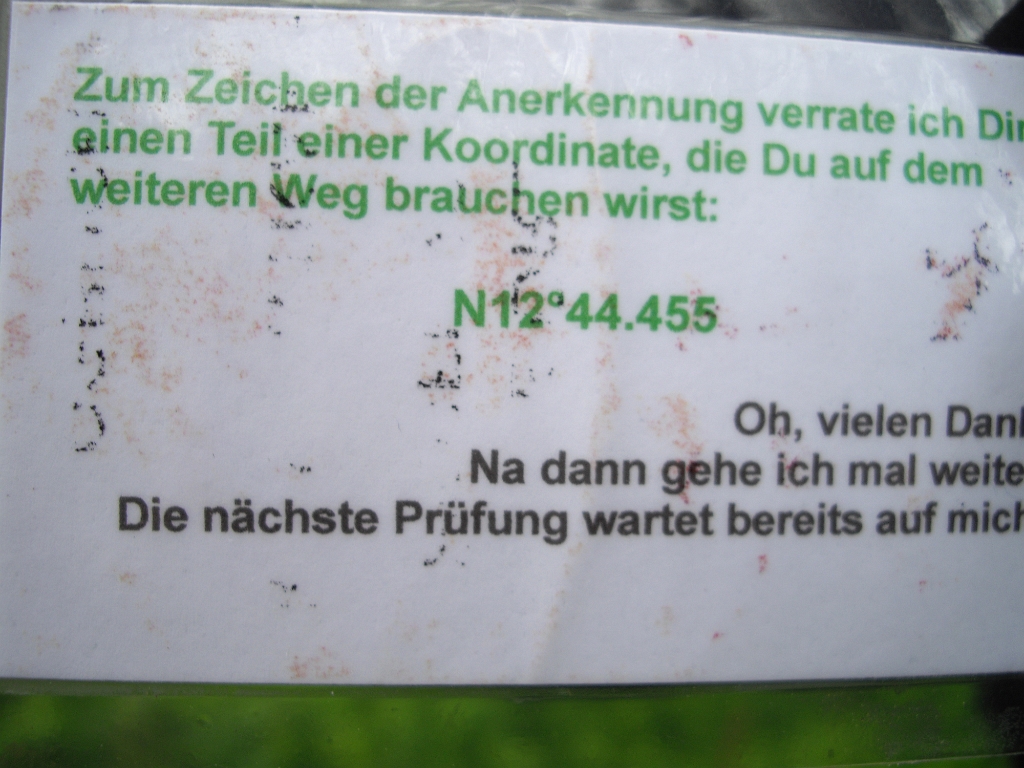 Zum Zeichen der Anerkennung verrate ich Dir
einen Teil einer Koordinate, die Du auf dem
weiteren Weg brauchen wirst:
N12°44.455
Oh, vielen Dank
Na dann gehe ich mal weite
Die nächste Prüfung wartet bereits auf mich